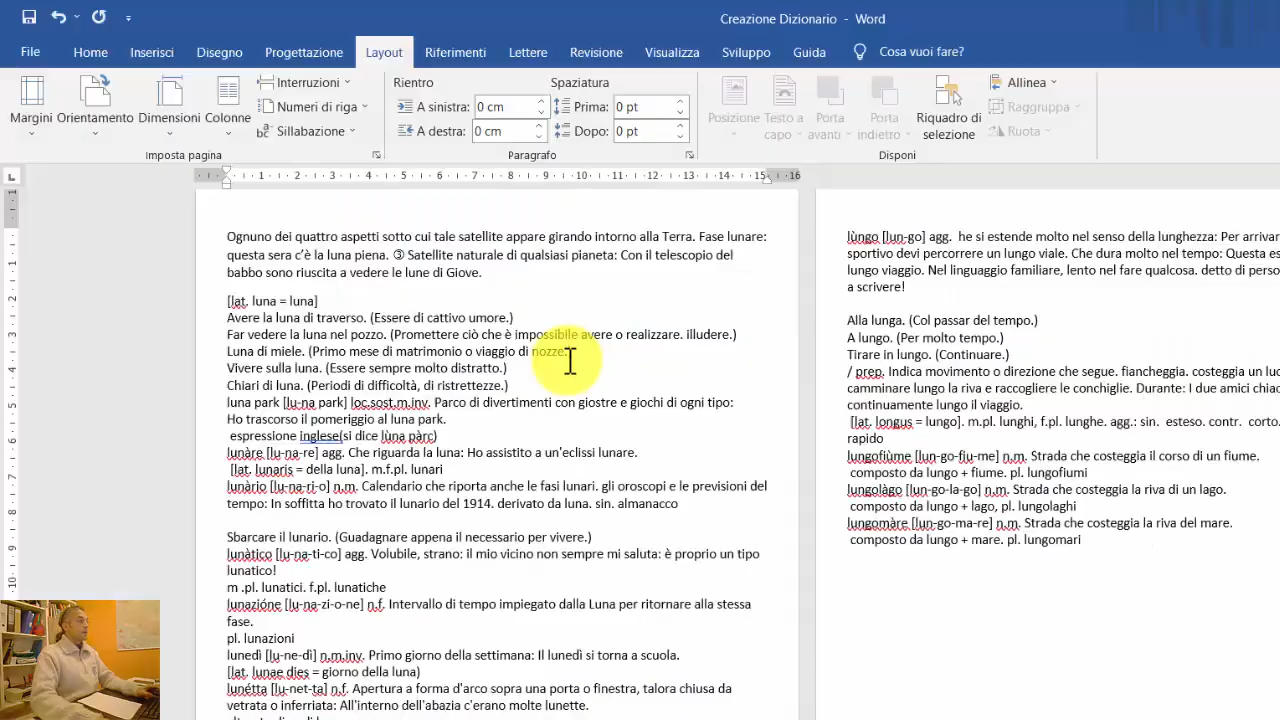 Creazione Dizionario - Word
File Home Inserisci Disegno Progettazione Layout Riferimenti Lettere Revisione Visualizza Sviluppo Guida Cosa vuoi fare?
Margini Orientamento Dimensioni Colonne
Interruzioni
Numeri di riga
Sillabazione
Imposta pagina
Rientro
A sinistra: 0 cm
A destra: 0 cm
Spaziatura
Prima: 0 pt
Dopo: 0 pt
Paragrafo
Posizione
Testo a capo
Porta avanti
Porta indietro
Riquadro di selezione
Allinea
Raggruppa
Ruota
Disponi
1 2 3 4 5 6 7 8 9 10 11 12 13 14 15 16
Ognuno dei quattro aspetti sotto cui tale satellite appare girando intorno alla Terra. Fase lunare:
questa sera c’è la luna piena. ③ Satellite naturale di qualsiasi pianeta: Con il telescopio del
babbo sono riuscita a vedere le lune di Giove.
[lat. luna = luna]
Avere la luna di traverso. (Essere di cattivo umore.)
Far vedere la luna nel pozzo. (Promettere ciò che è impossibile avere o realizzare. illudere.)
Luna di miele. (Primo mese di matrimonio o viaggio di nozze.
Vivere sulla luna. (Essere sempre molto distratto.)
Chiari di luna. (Periodi di difficoltà, di ristrettezze.)
luna park [lu-na park] loc.sost.m.inv. Parco di divertimenti con giostre e giochi di ogni tipo:
Ho trascorso il pomeriggio al luna park.
espressione inglese(si dice lùna pàrc)
lunàre [lu-na-re] agg. Che riguarda la luna: Ho assistito a un'eclissi lunare.
[lat. lunaris = della luna]. m.f.pl. lunari
lunàrio [lu-na-ri-o] n.m. Calendario che riporta anche le fasi lunari. gli oroscopi e le previsioni del
tempo: In soffitta ho trovato il lunario del 1914. derivato da luna. sin. almanacco
Sbarcare il lunario. (Guadagnare appena il necessario per vivere.)
lunàtico [lu-na-ti-co] agg. Volubile, strano: il mio vicino non sempre mi saluta: è proprio un tipo
lunatico!
m .pl. lunatici. f.pl. lunatiche
lunazióne [lu-na-zi-o-ne] n.f. Intervallo di tempo impiegato dalla Luna per ritornare alla stessa
fase.
pl. lunazioni
lunedì [lu-ne-dì] n.m.inv. Primo giorno della settimana: Il lunedì si torna a scuola.
[lat. lunae dies = giorno della luna)
lunétta [lu-net-ta] n.f. Apertura a forma d'arco sopra una porta o finestra, talora chiusa da
vetrata o inferriata: All'interno dell'abazia c'erano molte lunette.
lùngo [lun-go] agg. he si estende molto nel senso della lunghezza: Per arrivar
sportivo devi percorrere un lungo viale. Che dura molto nel tempo: Questa es
lungo viaggio. Nel linguaggio familiare, lento nel fare qualcosa. detto di perso
a scrivere!
Alla lunga. (Col passar del tempo.)
A lungo. (Per molto tempo.)
Tirare in lungo. (Continuare.)
/ prep. Indica movimento o direzione che segue. fiancheggia. costeggia un luo
camminare lungo la riva e raccogliere le conchiglie. Durante: I due amici chiac
continuamente lungo il viaggio.
[lat. longus = lungo]. m.pl. lunghi, f.pl. lunghe. agg.: sin. esteso. contr. corto.
rapido
lungofiùme [lun-go-fiu-me] n.m. Strada che costeggia il corso di un fiume.
composto da lungo + fiume. pl. lungofiumi
lungolàgo [lun-go-la-go] n.m. Strada che costeggia la riva di un lago.
composto da lungo + lago, pl. lungolaghi
lungomàre [lun-go-ma-re] n.m. Strada che costeggia la riva del mare.
composto da lungo + mare. pl. lungomari